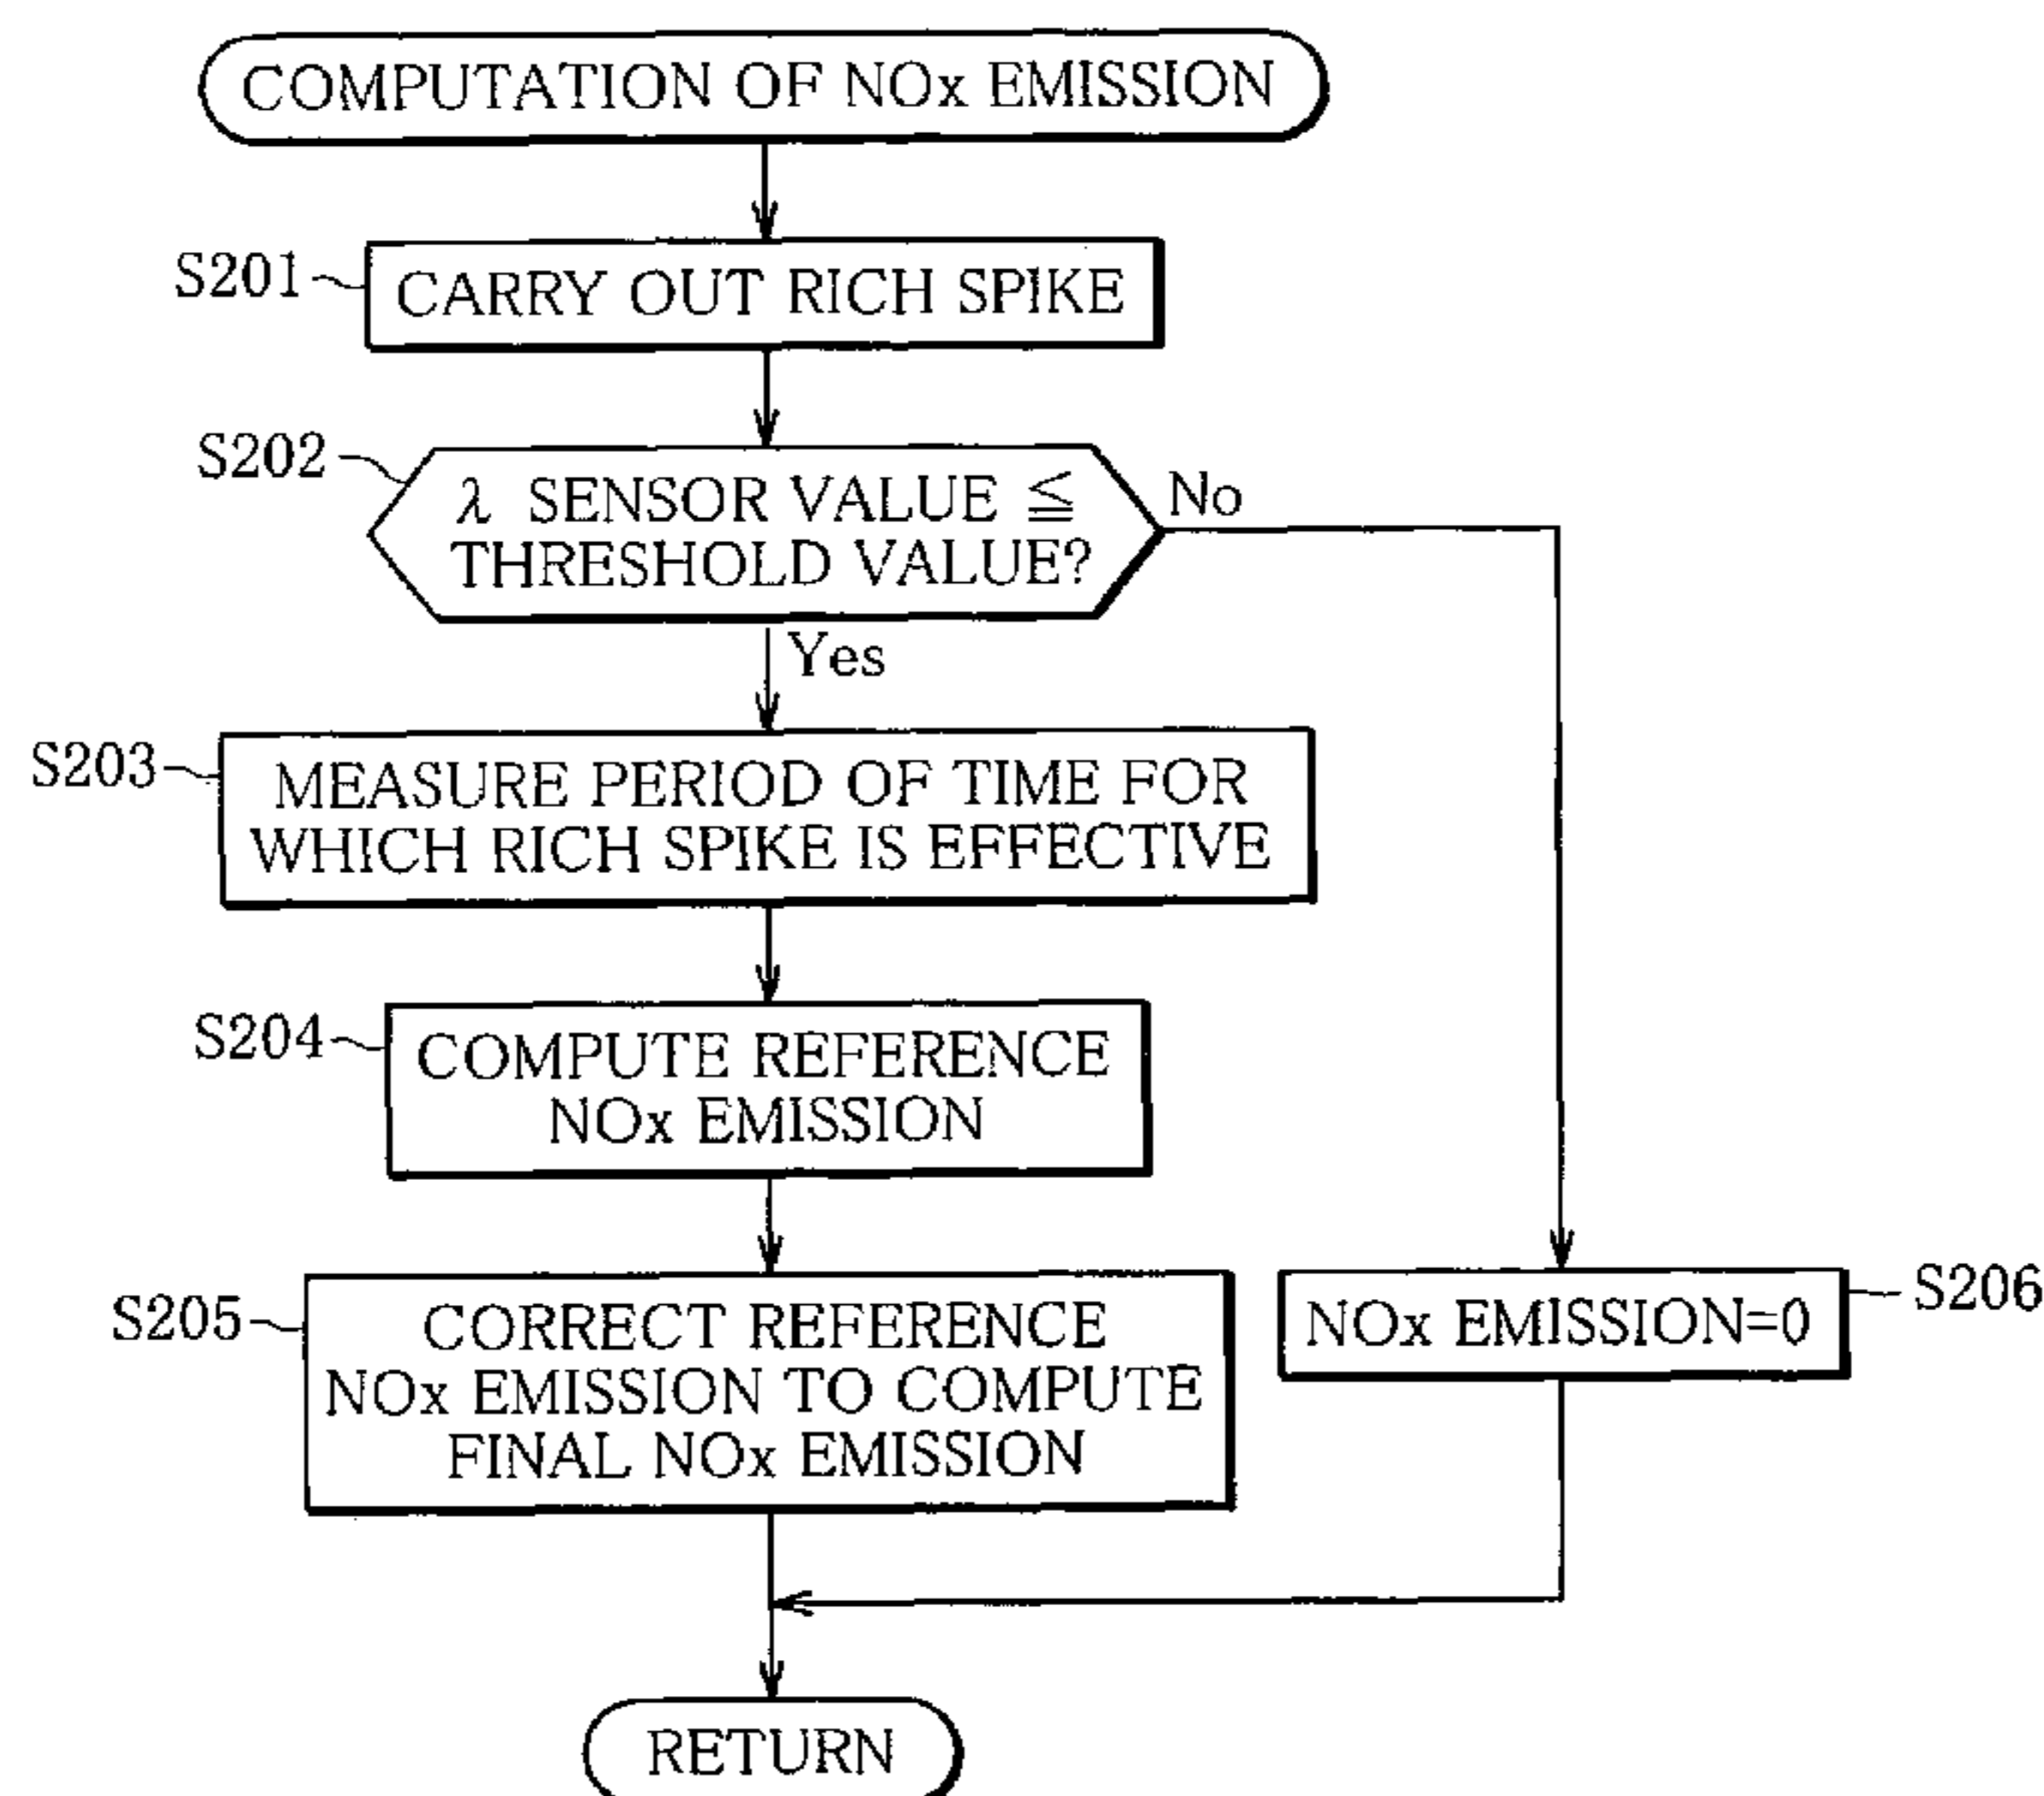 COMPUTATION OF NOx EMISSION
S201
CARRY OUT RICH SPIKE
S202
λ SENSOR VALUE ≦
THRESHOLD VALUE?
No
Yes
S203
MEASURE PERIOD OF TIME FOR
WHICH RICH SPIKE IS EFFECTIVE
S204
COMPUTE REFERENCE
NOx EMISSION
S205
CORRECT REFERENCE
NOx EMISSION TO COMPUTE
FINAL NOx EMISSION
NOx EMISSION=0
S206
RETURN